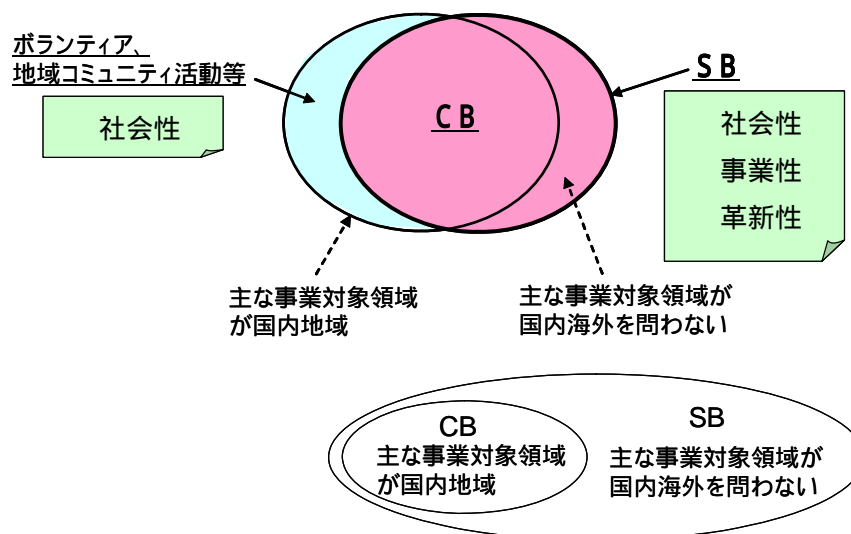 ボランティア、
地域コミュニティ活動等
社会性
CB
SB
社会性
事業性
革新性
主な事業対象領域
が国内地域
主な事業対象領域が
国内海外を問わない
CB
主な事業対象領域
が国内地域
SB
主な事業対象領域が
国内海外を問わない